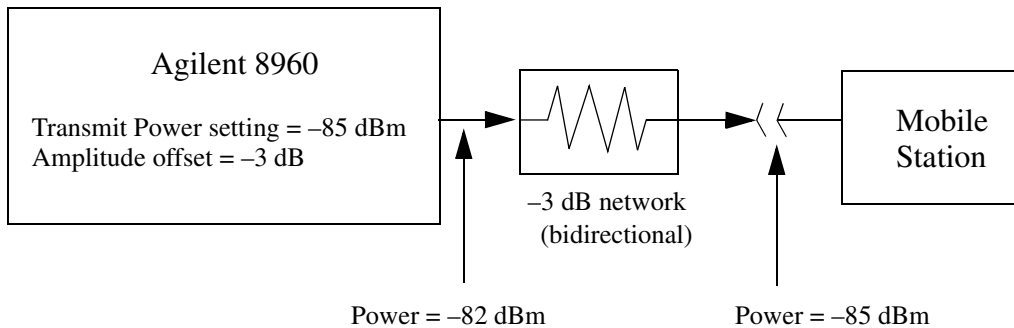 Agilent 8960
Transmit Power setting = –85 dBm
Amplitude offset = –3 dB
Mobile
Station
–3 dB network
(bidirectional)
Power = –82 dBm
Power = –85 dBm